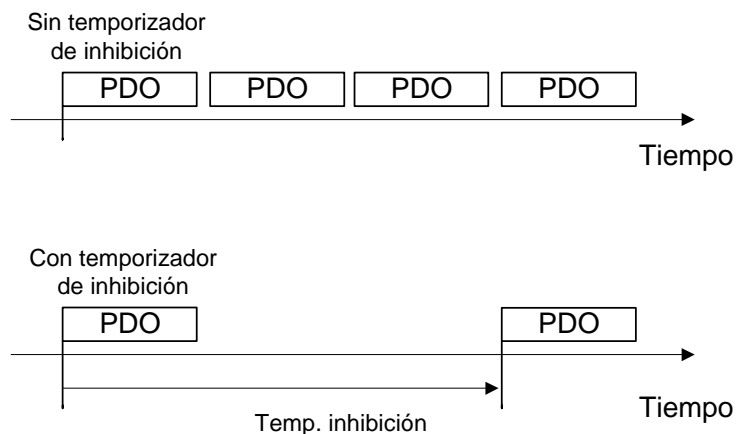 Sin temporizador
de inhibición
PDO PDO PDO PDO
Tiempo
Con temporizador
de inhibición
PDO PDO
Temp. inhibición
Tiempo